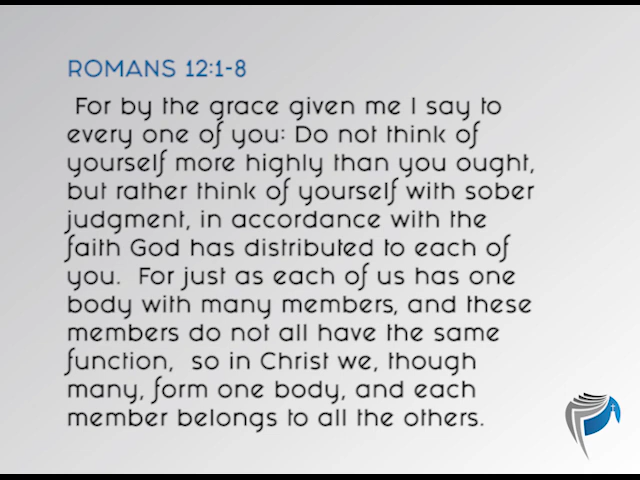 ROMANS 12:1-8
For by the grace given me I say to
every one of you: Do not think of
yourself more highly than you ought,
but rather think of yourself with sober
judgment, in accordance with the
faith God has distributed to each of
you. For just as each of us has one
body with many members, and these
members do not all have the same
function, so in Christ we, though
many, form one body, and each
member belongs to all the others.